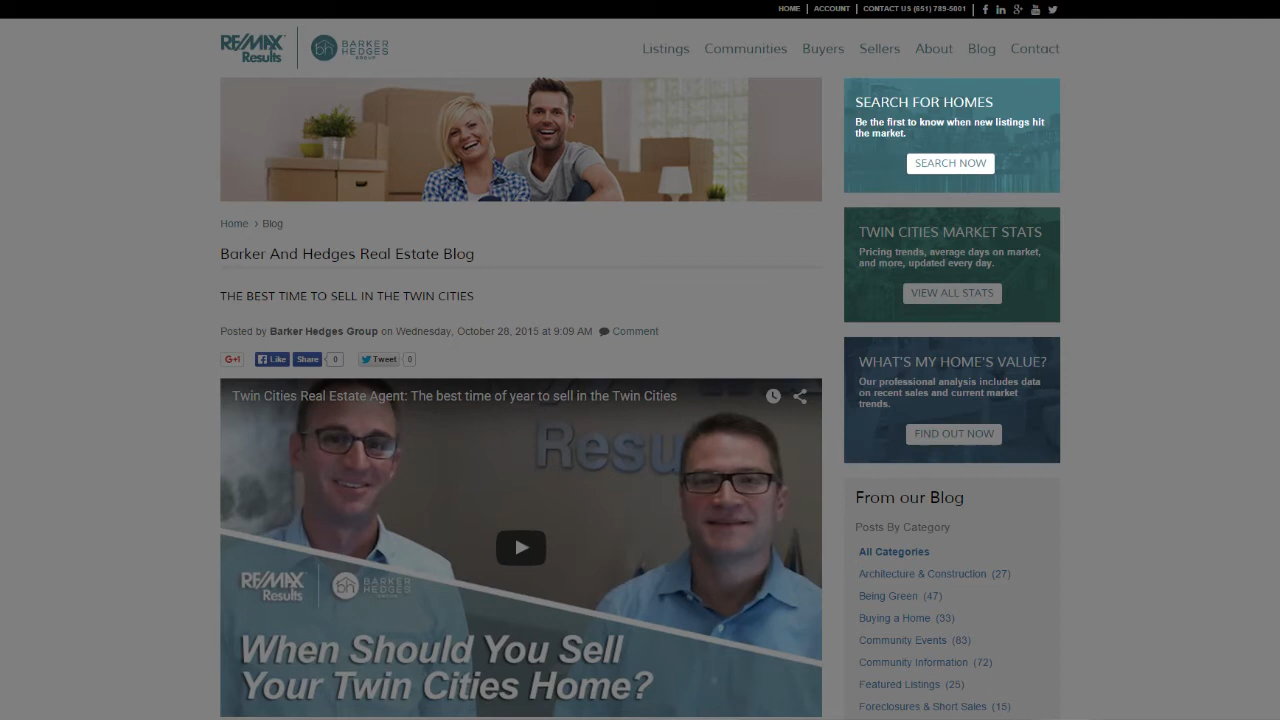 HOME
ACCOUNT
CONTACT US (651) 789-5001
RE/MAX Results
bh BARKER HEDGES GROUP
Listings
Communities
Buyers
Sellers
About
Blog
Contact
SEARCH FOR HOMES
Be the first to know when new listings hit
the market.
SEARCH NOW
Home › Blog
Barker And Hedges Real Estate Blog
THE BEST TIME TO SELL IN THE TWIN CITIES
Posted by Barker Hedges Group on Wednesday, October 28, 2015 at 9:09 AM Comment
G+1
Like
Share
0
Tweet
0
Twin Cities Real Estate Agent: The best time of year to sell in the Twin Cities
Resu
RE/MAX Results
bh BARKER HEDGES GROUP
When Should You Sell
Your Twin Cities Home?
TWIN CITIES MARKET STATS
Pricing trends, average days on market,
and more, updated every day.
VIEW ALL STATS
WHAT'S MY HOME'S VALUE?
Our professional analysis includes data
on recent sales and current market
trends.
FIND OUT NOW
From our Blog
Posts By Category
All Categories
Architecture & Construction (27)
Being Green (47)
Buying a Home (33)
Community Events (83)
Community Information (72)
Featured Listings (25)
Foreclosures & Short Sales (15)